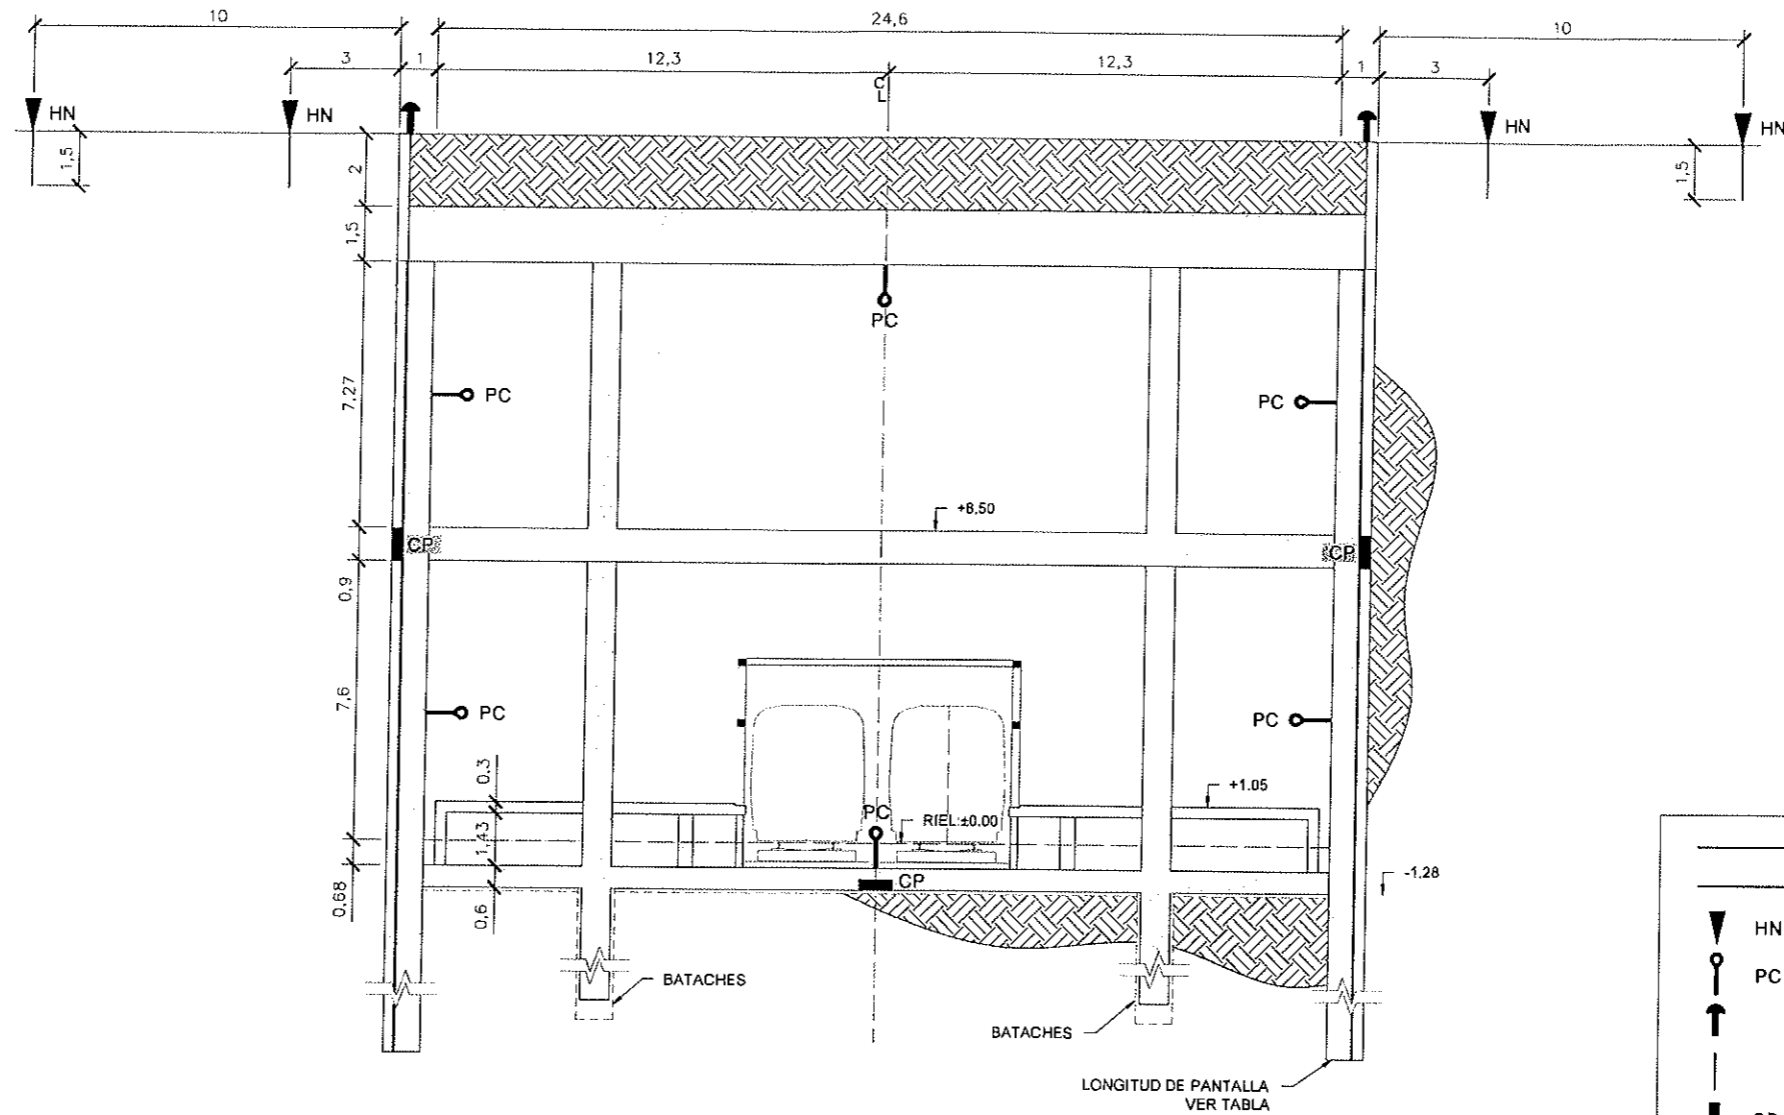 10
24,6
10
3
1
12,3
C
L
12,3
1
3
HN
HN
HN
HN
1,5
2
1,5
1,5
PC
7,27
PC
PC
+8,50
CP
CP
0,9
7,6
PC
PC
0.3
+1.05
PC
RIEL:±0.00
1,43
CP
-1,28
0,68
0,6
BATACHES
BATACHES
LONGITUD DE PANTALLA
VER TABLA
HN
PC